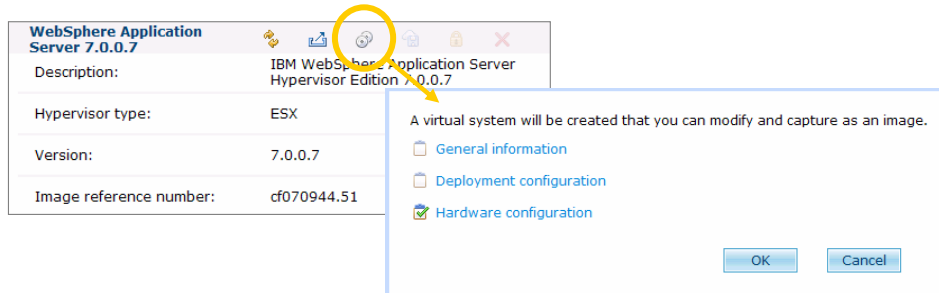 WebSphere Application
Server 7.0.0.7
Description:
IBM WebSphere Application Server
Hypervisor Edition 7.0.0.7
Hypervisor type:
ESX
Version:
7.0.0.7
Image reference number:
cf070944.51
A virtual system will be created that you can modify and capture as an image.
General information
Deployment configuration
Hardware configuration
OK
Cancel